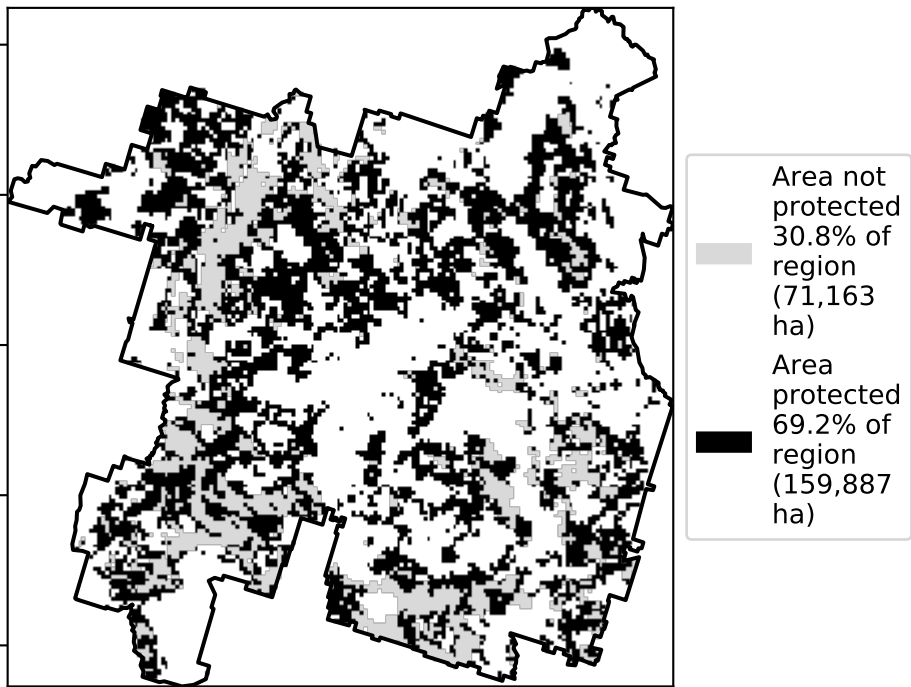 Area not
protected
30.8% of
region
(71,163
ha)
Area
protected
69.2% of
region
(159,887
ha)